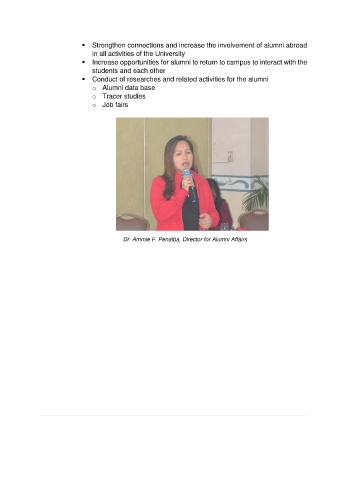 ▪ Strengthen connections and increase the involvement of alumni abroad
in all activities of the University
▪ Increase opportunities for alumni to return to campus to interact with the
students and each other
▪ Conduct of researches and related activities for the alumni
o Alumni data base
o Tracer studies
o Job fairs
Dr. Ammie F. Penalba, Director for Alumni Affairs